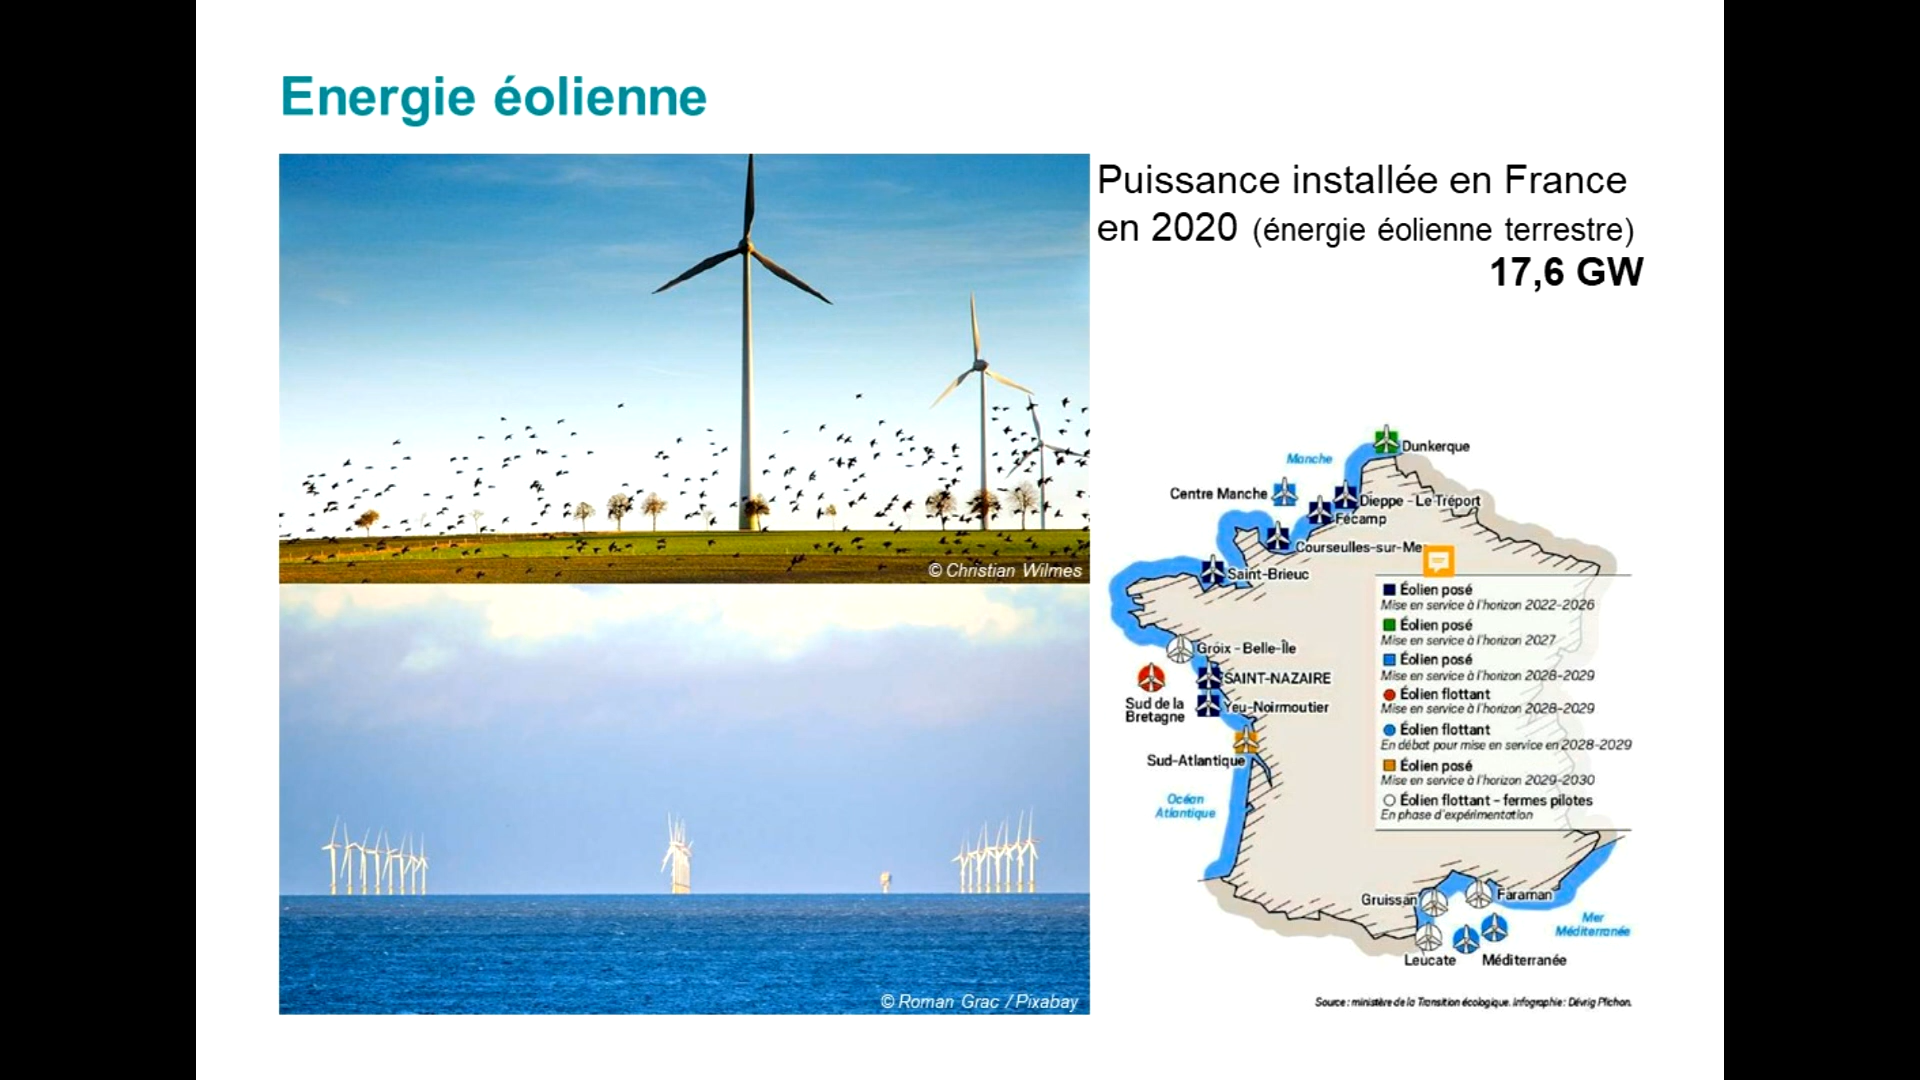 Energie éolienne
Puissance installée en France
en 2020 (énergie éolienne terrestre)
17,6 GW
© Christian Wilmes
© Roman Grac / Pixabay
Dunkerque
Manche
Centre Manche
Dieppe - Le Tréport
Fécamp
Courseulles-sur-Me
Saint-Brieuc
Groix - Belle-Île
SAINT-NAZAIRE
Sud de la
Bretagne
Yeu-Noirmoutier
Sud-Atlantique
Océan
Atlantique
Éolien posé
Mise en service à l'horizon 2022-2026
Éolien posé
Mise en service à l'horizon 2027
Éolien posé
Mise en service à l'horizon 2028-2029
Éolien flottant
Mise en service à l'horizon 2028-2029
Éolien flottant
En débat pour mise en service en 2028-2029
Éolien posé
Mise en service à l'horizon 2029-2030
Éolien flottant - fermes pilotes
En phase d'expérimentation
Gruissan
Faraman
Mer
Méditerranée
Leucate
Méditerranée
Source : ministère de la Transition écologique. Infographie : Dévrig Plichon.